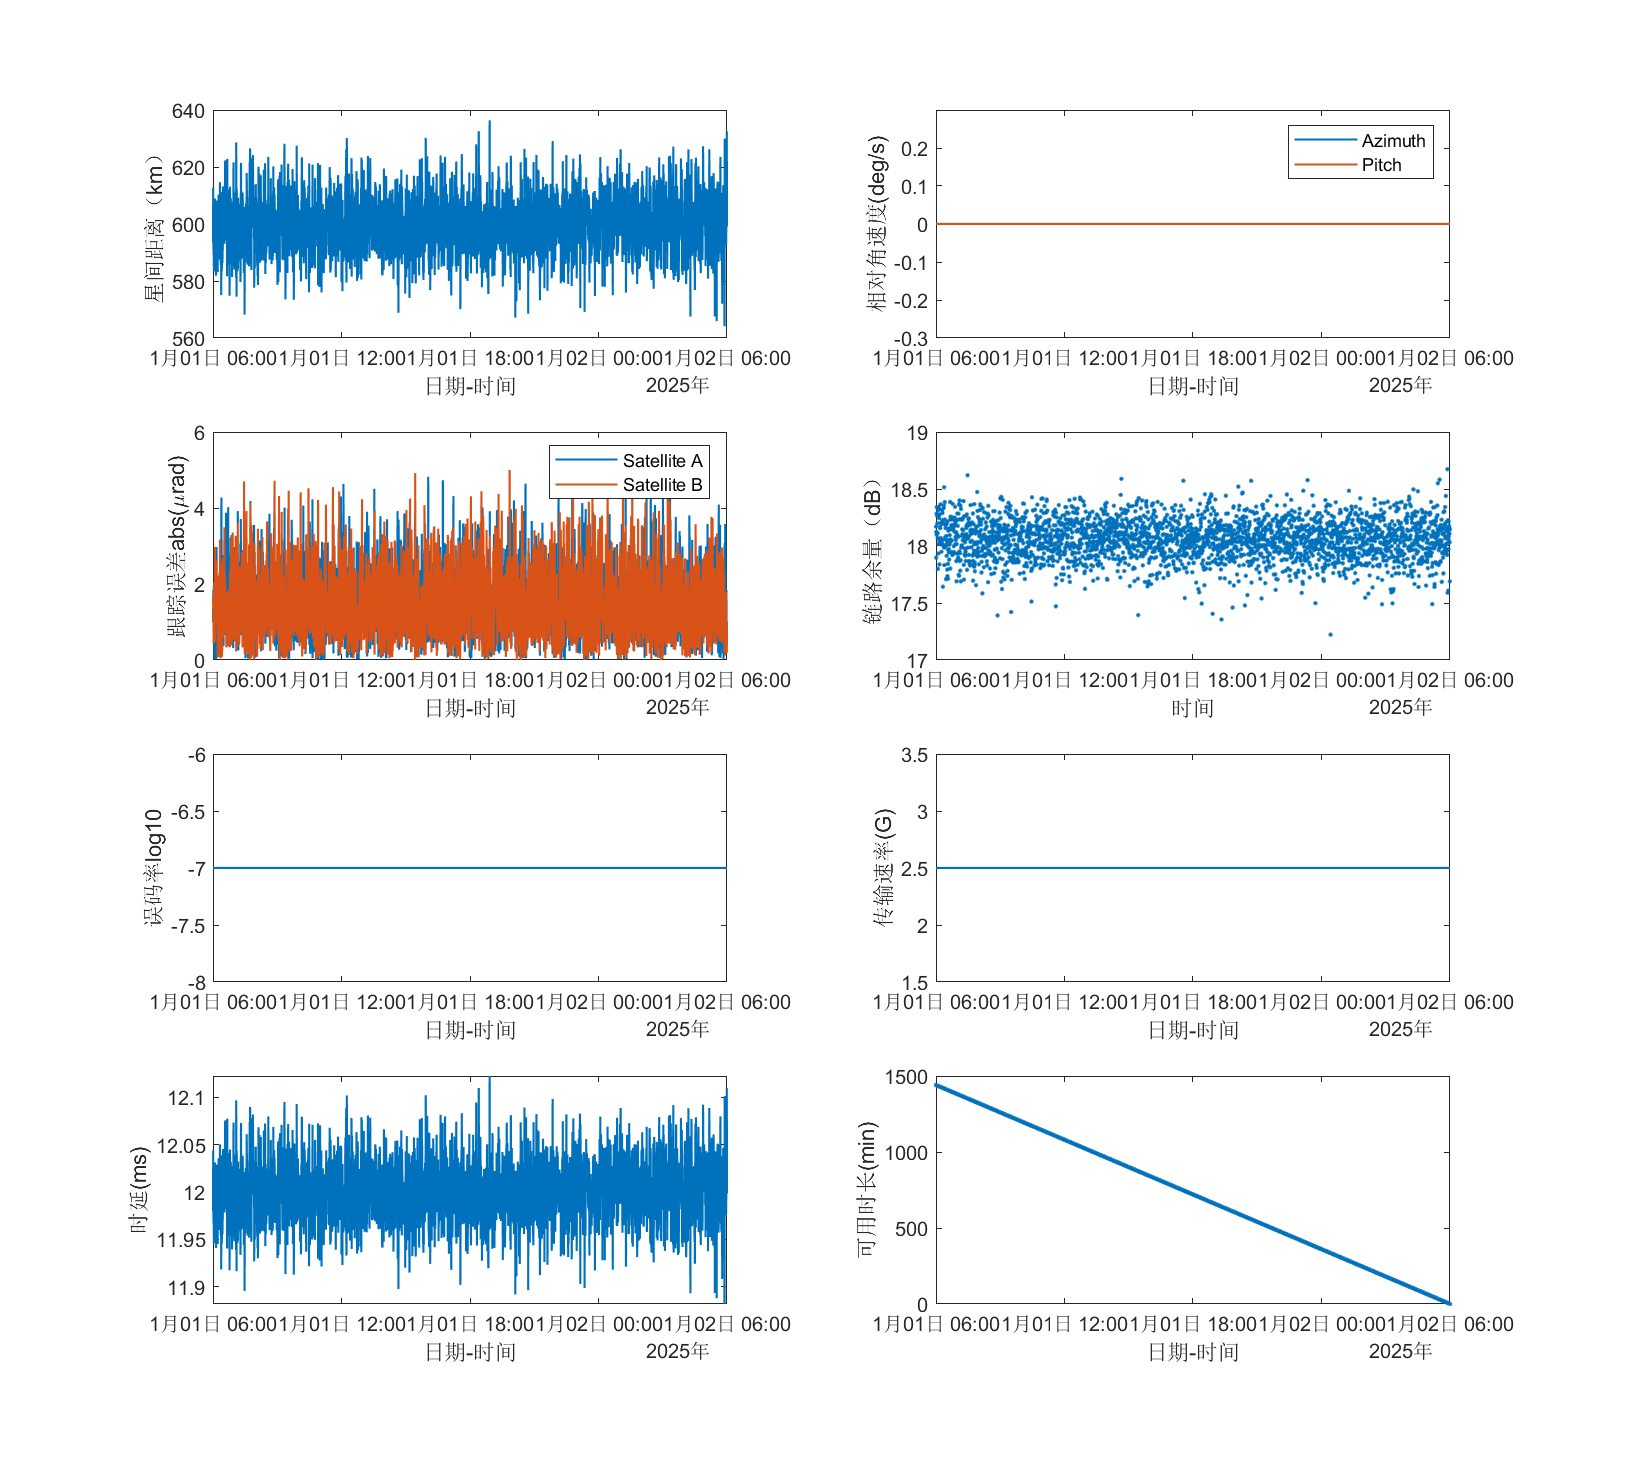 640
620
600
580
560
星间距离（km）
1月01日 06:00 1月01日 12:00 1月01日 18:00 1月02日 00:00 1月02日 06:00
日期-时间
2025年
0.2
0.1
0
-0.1
-0.2
-0.3
相对角速度(deg/s)
Azimuth
Pitch
1月01日 06:00 1月01日 12:00 1月01日 18:00 1月02日 00:00 1月02日 06:00
日期-时间
2025年
6
4
2
0
跟踪误差abs(μrad)
Satellite A
Satellite B
1月01日 06:00 1月01日 12:00 1月01日 18:00 1月02日 00:00 1月02日 06:00
日期-时间
2025年
19
18.5
18
17.5
17
链路余量（dB）
1月01日 06:00 1月01日 12:00 1月01日 18:00 1月02日 00:00 1月02日 06:00
时间
2025年
-6
-6.5
-7
-7.5
-8
误码率log10
1月01日 06:00 1月01日 12:00 1月01日 18:00 1月02日 00:00 1月02日 06:00
日期-时间
2025年
3.5
3
2.5
2
1.5
传输速率(G)
1月01日 06:00 1月01日 12:00 1月01日 18:00 1月02日 00:00 1月02日 06:00
日期-时间
2025年
12.1
12.05
12
11.95
11.9
时延(ms)
1月01日 06:00 1月01日 12:00 1月01日 18:00 1月02日 00:00 1月02日 06:00
日期-时间
2025年
1500
1000
500
0
可用时长(min)
1月01日 06:00 1月01日 12:00 1月01日 18:00 1月02日 00:00 1月02日 06:00
日期-时间
2025年